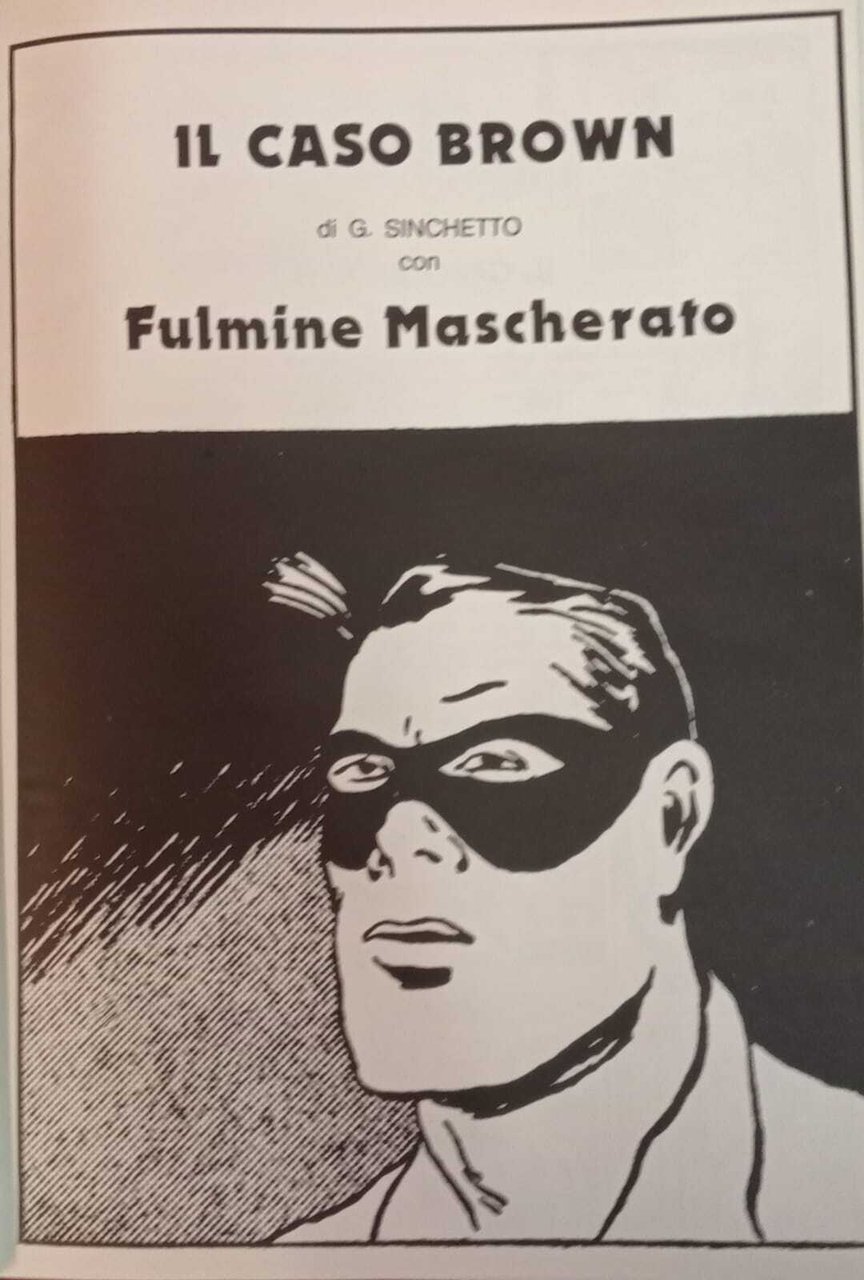 IL CASO BROWN
di G. SINCHETTO
con
Fulmine Mascherato